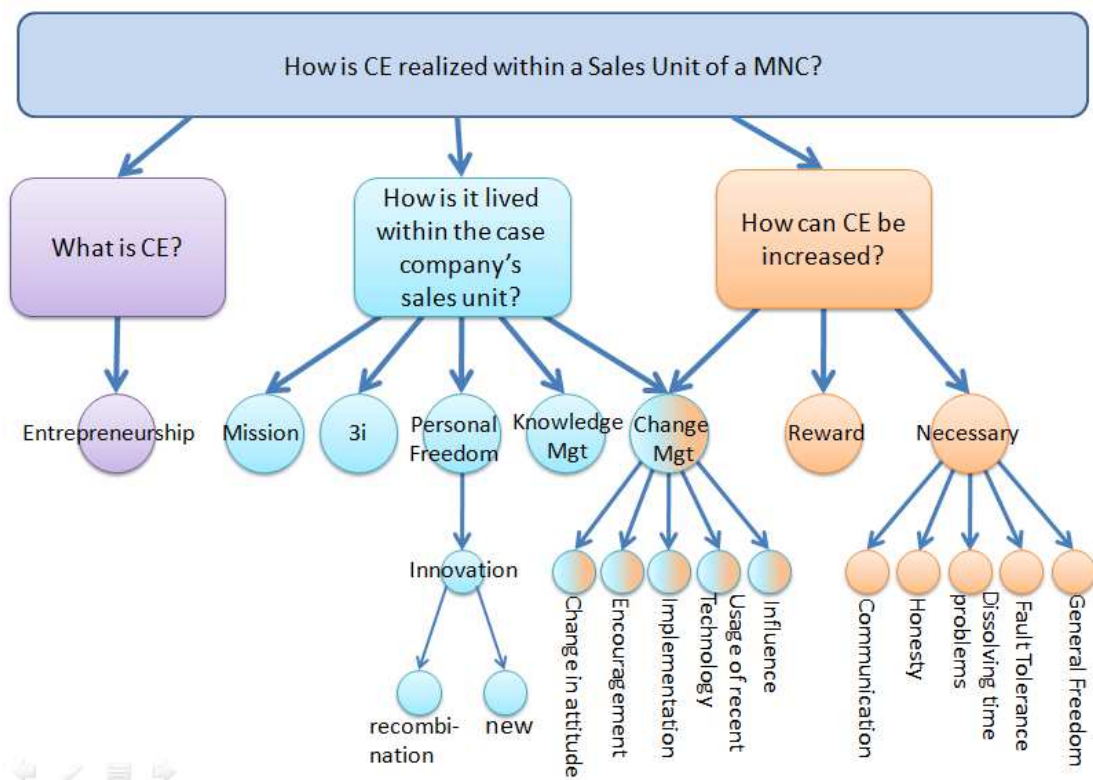 How is CE realized within a Sales Unit of a MNC?
What is CE?
How is it lived
within the case
company's
sales unit?
How can CE be
increased?
Entrepreneurship
Mission
3i
Personal
Freedom
Knowledge
Mgt
Change
Mgt
Reward
Necessary
Innovation
recombi-
nation
new
Change in attitude
Encouragement
Implementation
Usage of recent
Technology
Influence
Communication
Honesty
Dissolving time
problems
Fault Tolerance
General Freedom